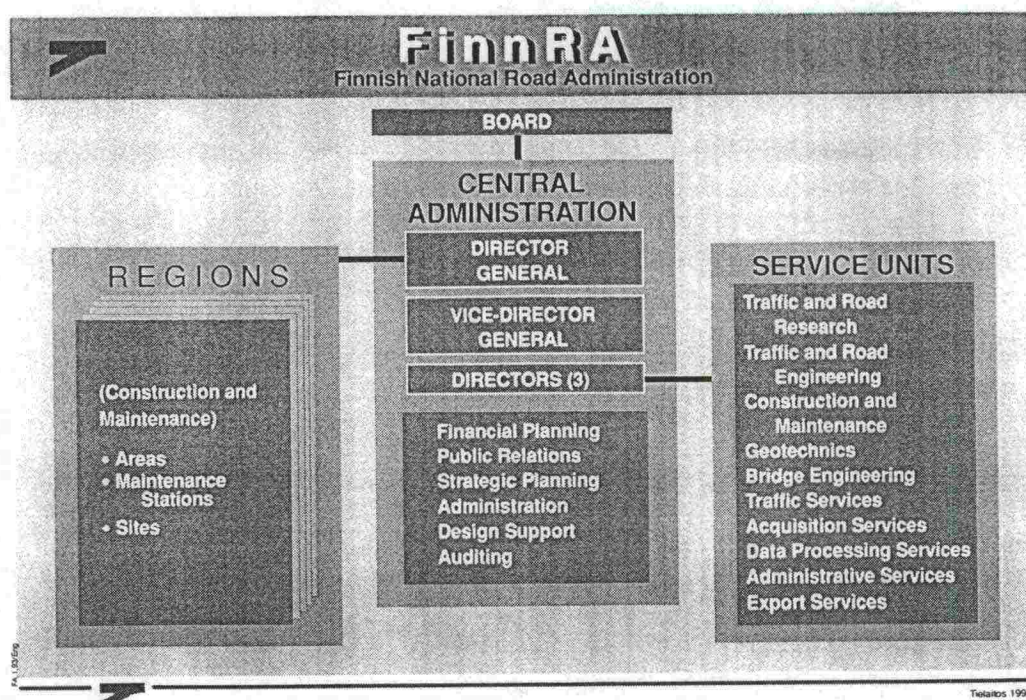 FinnRA
Finnish National Road Administration
BOARD
CENTRAL
ADMINISTRATION
DIRECTOR
GENERAL
VICE-DIRECTOR
GENERAL
DIRECTORS (3)
Financial Planning
Public Relations
Strategic Planning
Administration
Design Support
Auditing
REGIONS
(Construction and
Maintenance)
• Areas
• Maintenance
Stations
• Sites
SERVICE UNITS
Traffic and Road
Research
Traffic and Road
Engineering
Construction and
Maintenance
Geotechnics
Bridge Engineering
Traffic Services
Acquisition Services
Data Processing Services
Administrative Services
Export Services
Tielaitos 199